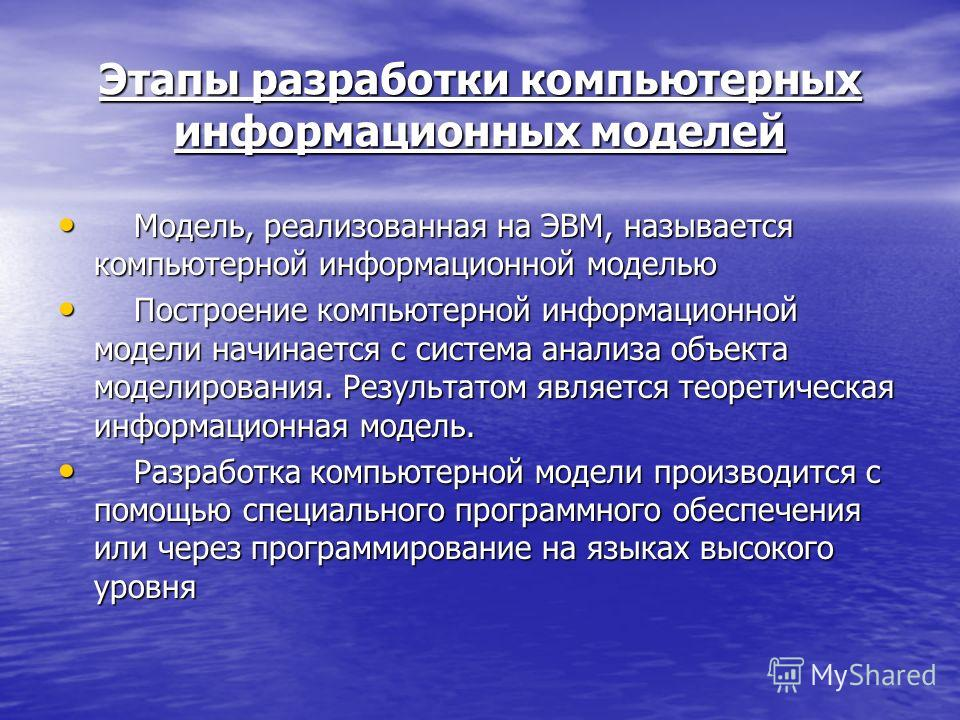 Этапы разработки компьютерных
информационных моделей
• Модель, реализованная на ЭВМ, называется
компьютерной информационной моделью
• Построение компьютерной информационной
модели начинается с система анализа объекта
моделирования. Результатом является теоретическая
информационная модель.
• Разработка компьютерной модели производится с
помощью специального программного обеспечения
или через программирование на языках высокого
уровня
MyShared